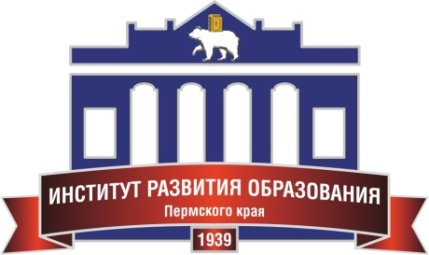 ИНСТИТУТ РАЗВИТИЯ ОБРАЗОВАНИЯ
Пермского края
1939